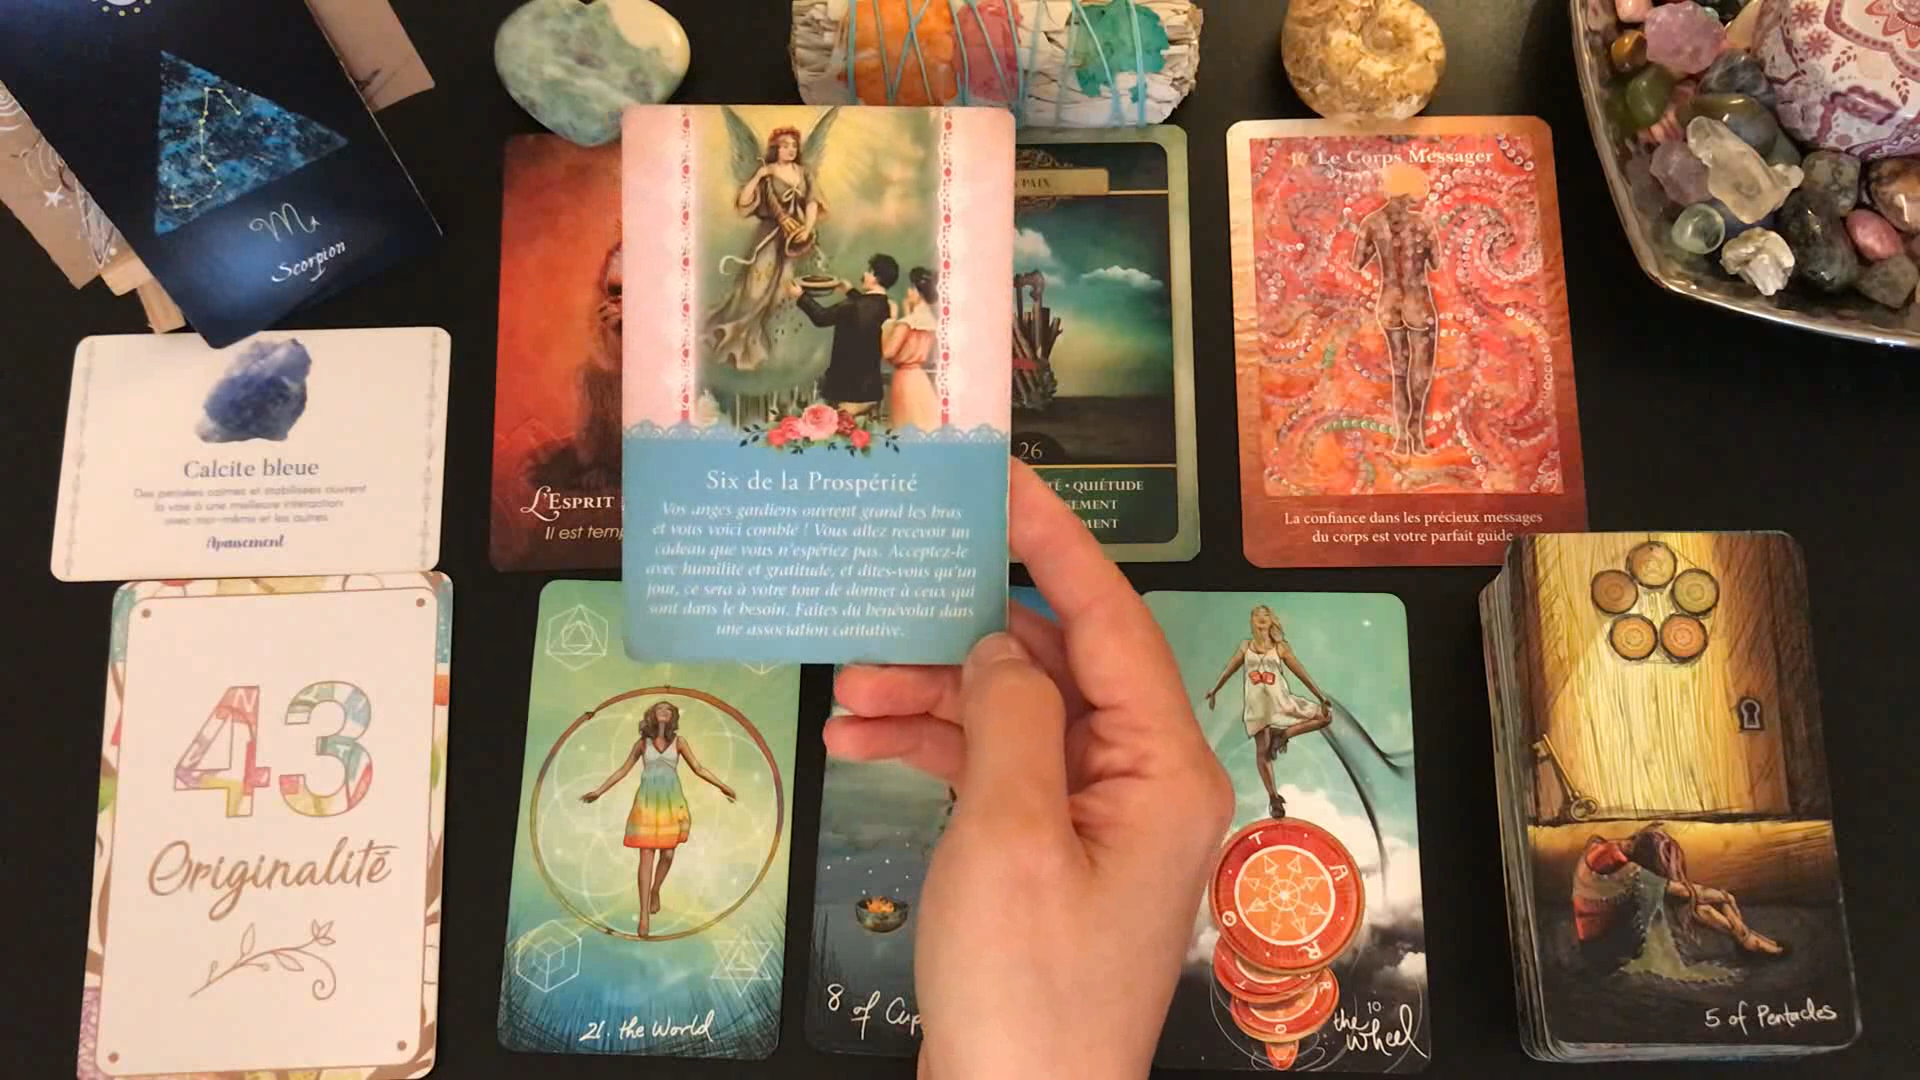 Scorpion
Calcite bleue
Des pensées calmes et stabilisées ouvrent
la voie à une meilleure interaction
avec moi-même et les autres
Apaisement
43
Originalité
L'ESPRIT
Il est
Six de la Prospérité
Vos anges gardiens ouvrent grand les bras
et vous voici comblé ! Vous allez recevoir un
cadeau que vous n'espériez pas. Acceptez-le
avec humilité et gratitude, et dites-vous qu'un
jour, ce sera à votre tour de donner à ceux qui
sont dans le besoin. Faites du bénévolat dans
une association caritative.
PAIX
26
QUIÉTUDE
Le Corps Messager
La confiance dans les précieux messages
du corps est votre parfait guide
21. the World
8 of Cup
T A R O T
10
the Wheel
5 of Pentacles